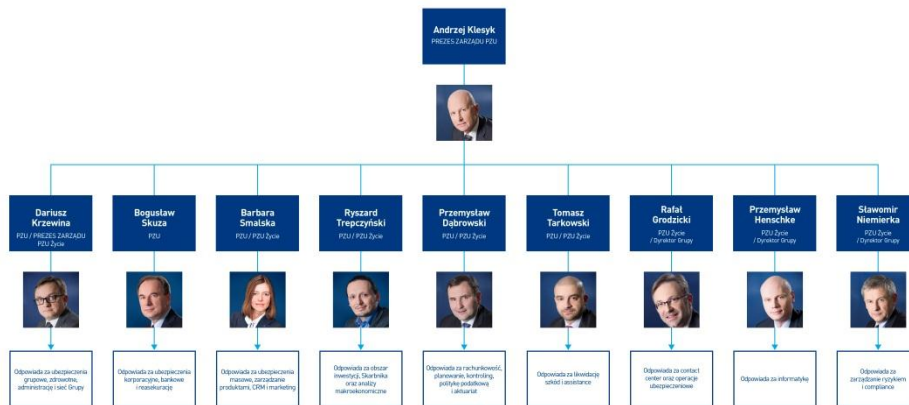 Andrzej Klesyk
PREZES ZARZĄDU PZU
Dariusz
Krzewina
PZU / PREZES ZARZĄDU
PZU Życie
Bogusław
Skuza
PZU
Barbara
Smalska
PZU / PZU Życie
Ryszard
Trepczyński
PZU / PZU Życie
Przemysław
Dąbrowski
PZU / PZU Życie
Tomasz
Tarkowski
PZU / PZU Życie
Rafał
Grodzicki
PZU Życie
/ Dyrektor Grupy
Przemysław
Henschke
PZU Życie
/ Dyrektor Grupy
Sławomir
Niemierka
PZU Życie
/ Dyrektor Grupy
Odpowiada za ubezpieczenia
grupowe, zdrowotne,
administrację i sieć Grupy
Odpowiada za ubezpieczenia
korporacyjne, bankowe
i reasekurację
Odpowiada za ubezpieczenia
masowe, zarządzanie
produktami, CRM i marketing
Odpowiada za obszar
inwestycji, Skarbnika
oraz analizy
makroekonomiczne
Odpowiada za rachunkowość,
planowanie, kontroling,
politykę podatkową
i aktuariat
Odpowiada za likwidację
szkód i assistance
Odpowiada za contact
center oraz operacje
ubezpieczeniowe
Odpowiada za informatykę
Odpowiada za
zarządzanie ryzykiem
i compliance